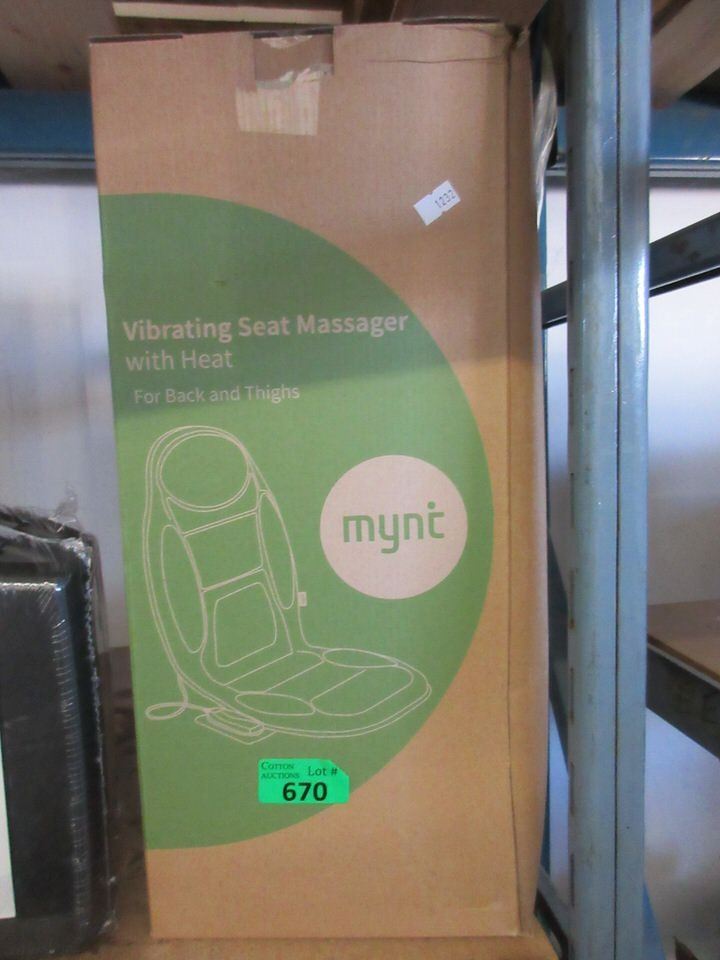 1232
Vibrating Seat Massager
with Heat
For Back and Thighs
mynt
COTTON
AUCTIONS Lot #
670